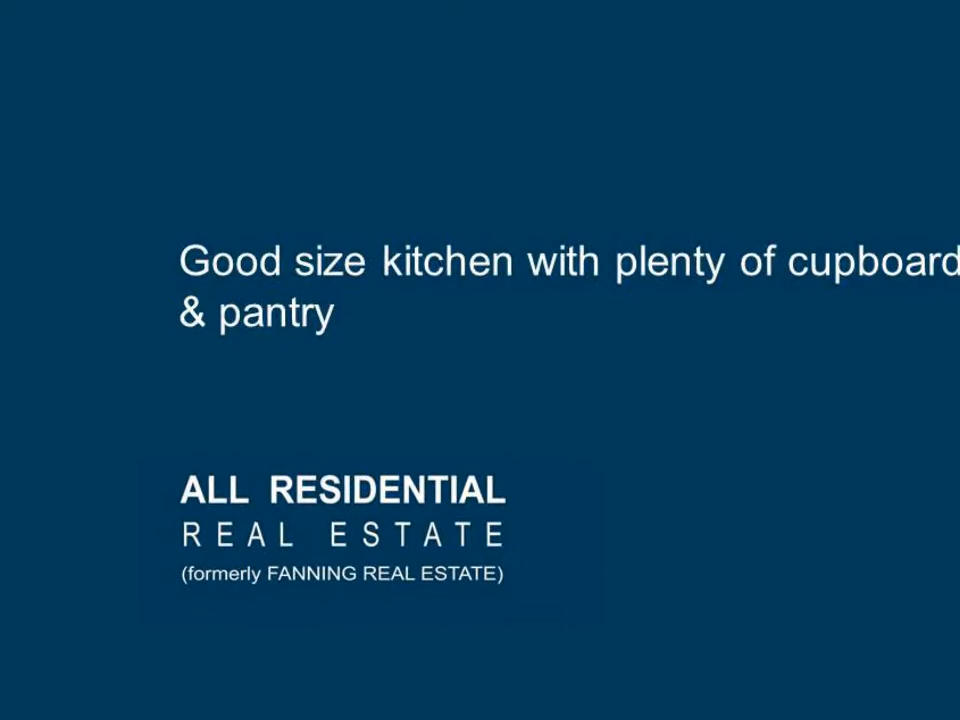 Good size kitchen with plenty of cupboard
& pantry
ALL RESIDENTIAL
REAL ESTATE
(formerly FANNING REAL ESTATE)